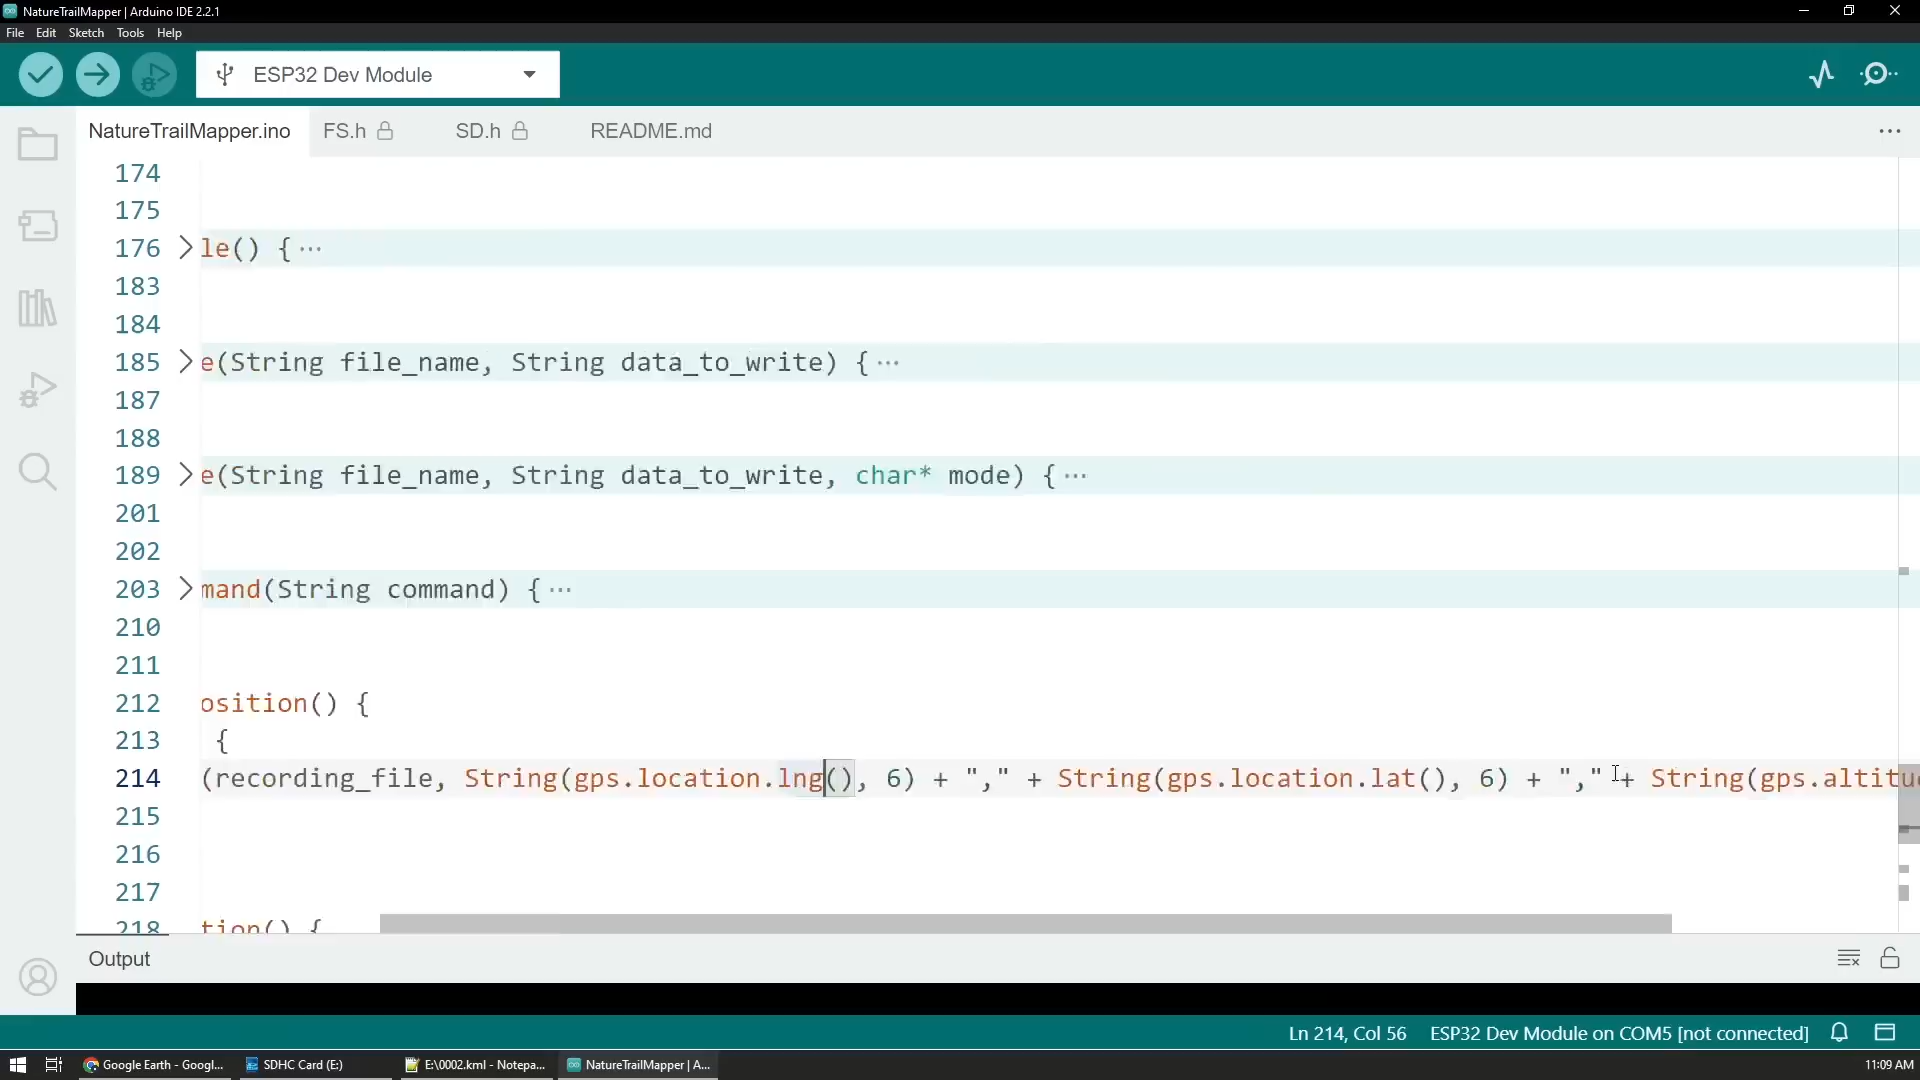 NatureTrailMapper | Arduino IDE 2.2.1
File Edit Sketch Tools Help
ESP32 Dev Module
NatureTrailMapper.ino FS.h SD.h README.md
174
175
176 le() {
183
184
185 e(String file_name, String data_to_write) {
187
188
189 e(String file_name, String data_to_write, char* mode) {
201
202
203 mand(String command) {
210
211
212 osition() {
213 {
214 (recording_file, String(gps.location.lng(), 6) + "," + String(gps.location.lat(), 6) + "," + String(gps.altitu
215
216
217
218 tion() {
Output
Ln 214, Col 56 ESP32 Dev Module on COM5 [not connected]
Google Earth - Googl... SDHC Card (E:) E:\0002.kml - Notepa... NatureTrailMapper | A... 11:09 AM